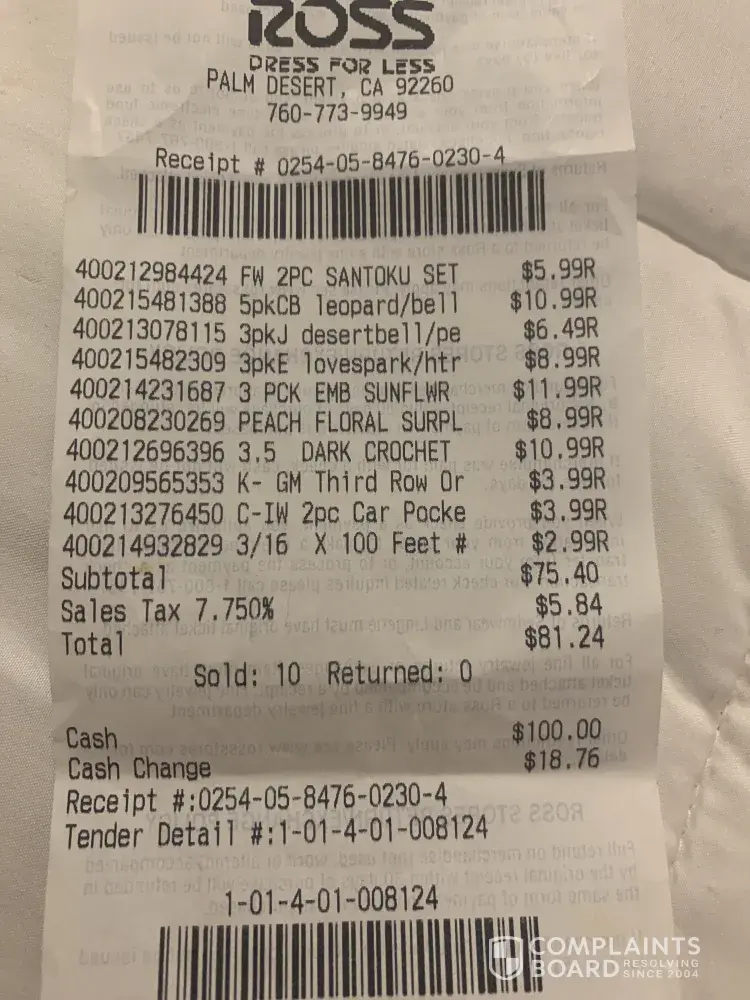 ROSS
DRESS FOR LESS
PALM DESERT, CA 92260
760-773-9949
Receipt # 0254-05-8476-0230-4
400212984424 FW 2PC SANTOKU SET $5.99R
400215481388 5pkCB leopard/bell $10.99R
400213078115 3pkJ desertbell/pe $6.49R
400215482309 3pkE lovespark/htr $8.99R
400214231687 3 PCK EMB SUNFLWR $11.99R
400208230269 PEACH FLORAL SURPL $8.99R
400212696396 3.5 DARK CROCHET $10.99R
400209565353 K- GM Third Row Or $3.99R
400213276450 C-IW 2pc Car Pocke $3.99R
400214932829 3/16 X 100 Feet # $2.99R
Subtotal $75.40
Sales Tax 7.750% $5.84
Total $81.24
Sold: 10 Returned: 0
Cash $100.00
Cash Change $18.76
Receipt #:0254-05-8476-0230-4
Tender Detail #:1-01-4-01-008124
1-01-4-01-008124
COMPLAINTS
BOARD RESOLVING SINCE 2004